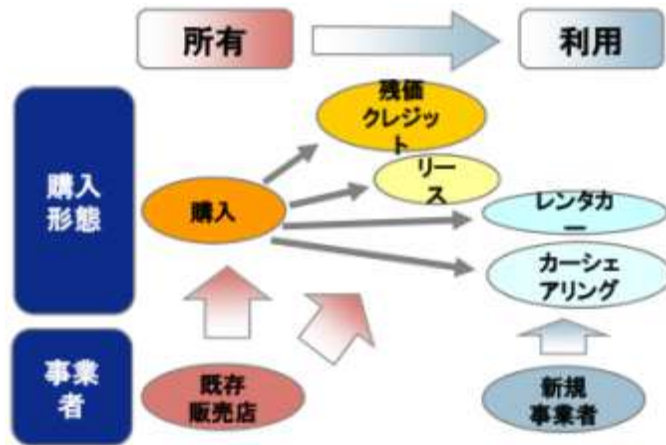 所有
利用
残価
クレジッ
ト
リー
ス
購入
形態
購入
レンタカ
ー
カーシェ
アリング
事業
者
既存
販売店
新規
事業者